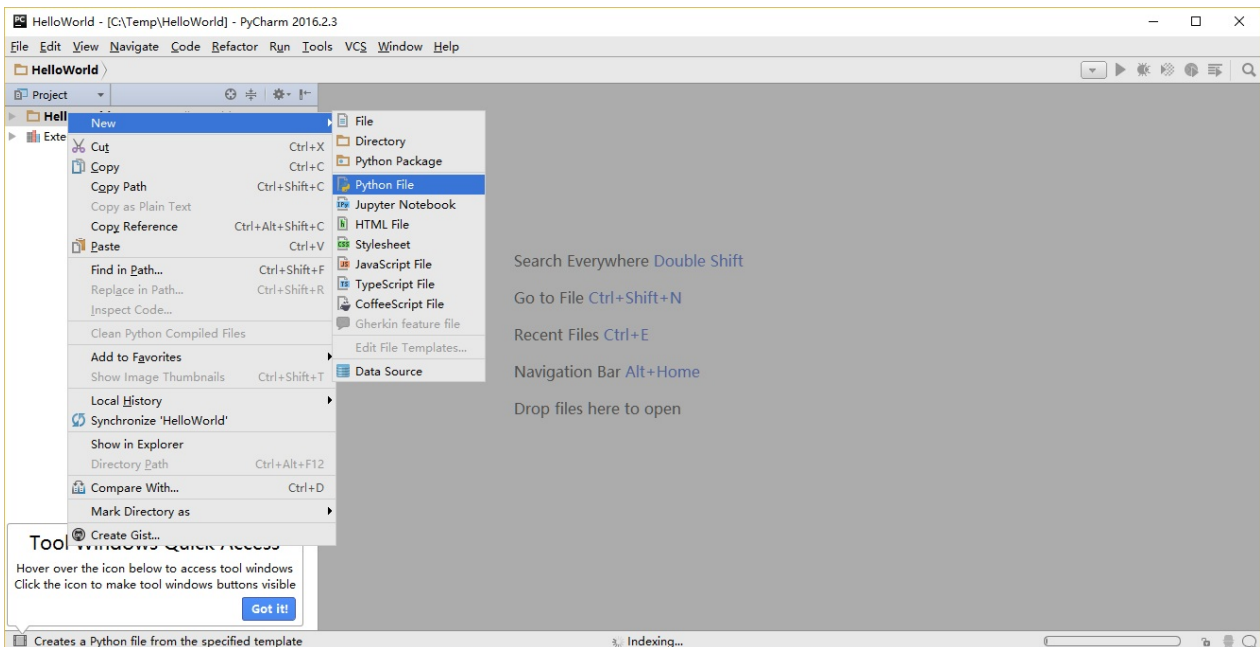 HelloWorld - [C:\Temp\HelloWorld] - PyCharm 2016.2.3
File Edit View Navigate Code Refactor Run Tools VCS Window Help
HelloWorld
Project
Hell
Exte
New
Cut Ctrl+X
Copy Ctrl+C
Copy Path Ctrl+Shift+C
Copy as Plain Text
Copy Reference Ctrl+Alt+Shift+C
Paste Ctrl+V
Find in Path... Ctrl+Shift+F
Replace in Path... Ctrl+Shift+R
Inspect Code...
Clean Python Compiled Files
Add to Favorites
Show Image Thumbnails Ctrl+Shift+T
Local History
Synchronize 'HelloWorld'
Show in Explorer
Directory Path Ctrl+Alt+F12
Compare With... Ctrl+D
Mark Directory as
Create Gist...
File
Directory
Python Package
Python File
Jupyter Notebook
HTML File
Stylesheet
JavaScript File
TypeScript File
CoffeeScript File
Gherkin feature file
Edit File Templates...
Data Source
Search Everywhere Double Shift
Go to File Ctrl+Shift+N
Recent Files Ctrl+E
Navigation Bar Alt+Home
Drop files here to open
Tool Windows Quick Access
Hover over the icon below to access tool windows
Click the icon to make tool windows buttons visible
Got it!
Creates a Python file from the specified template
Indexing...